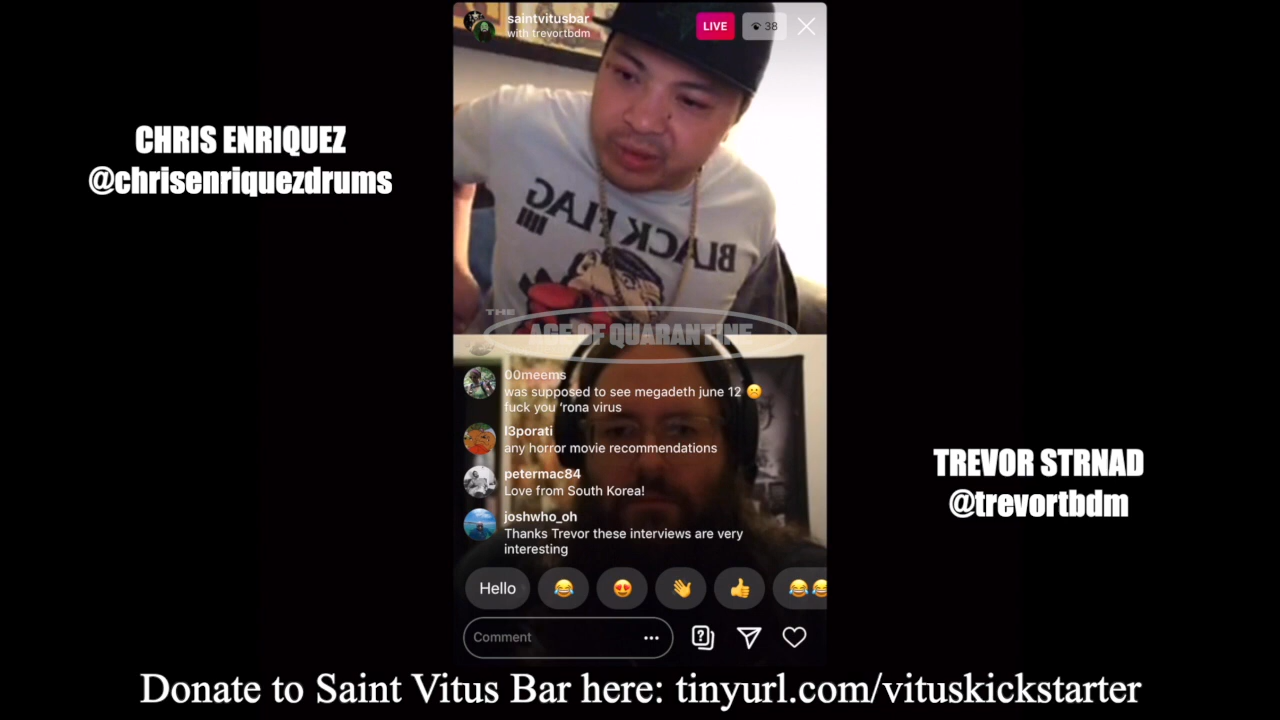 saintvitusbar
with trevortbdm
LIVE
38
CHRIS ENRIQUEZ
@chrisenriquezdrums
BLACK FLAG
THE
AGE OF QUARANTINE
00meems
was supposed to see megadeth june 12 🙁
fuck you ‘rona virus
l3porati
any horror movie recommendations
petermac84
Love from South Korea!
joshwho_oh
Thanks Trevor these interviews are very
interesting
TREVOR STRNAD
@trevortbdm
Hello
Comment
Donate to Saint Vitus Bar here: tinyurl.com/vituskickstarter